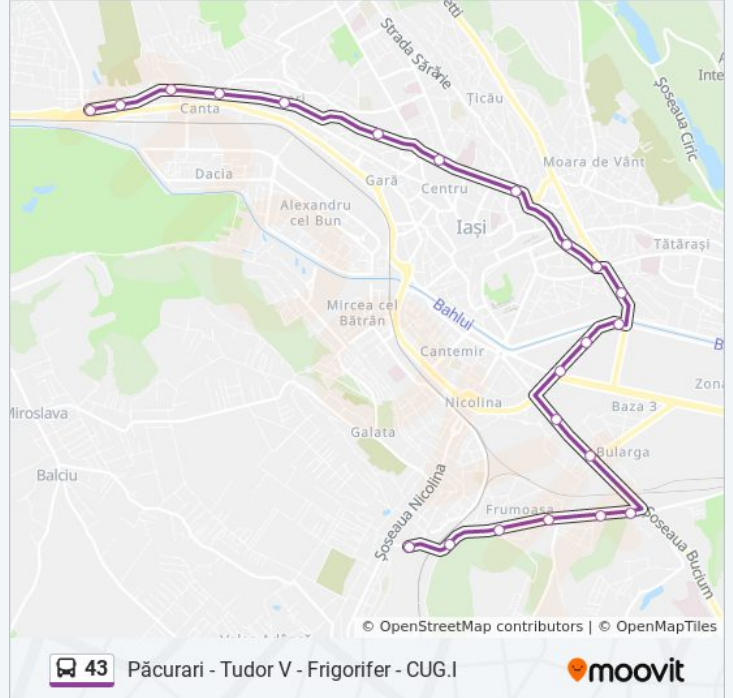 etti
Strada Sărărie
Inte
Țicău
Canta
Șoseaua Ciric
Moara de Vânt
Dacia
Gară
Centru
Alexandru
cel Bun
Iași
Tătărași
Mircea cel
Bătrân
Bahlui
B
Cantemir
Zona
Nicolina
Baza 3
Miroslava
Galata
Bularga
Balciu
Șoseaua Nicolina
Frumoasa
Șoseaua Bucium
© OpenStreetMap contributors | © OpenMapTiles
43 Păcurari - Tudor V - Frigorifer - CUG.I
moovit